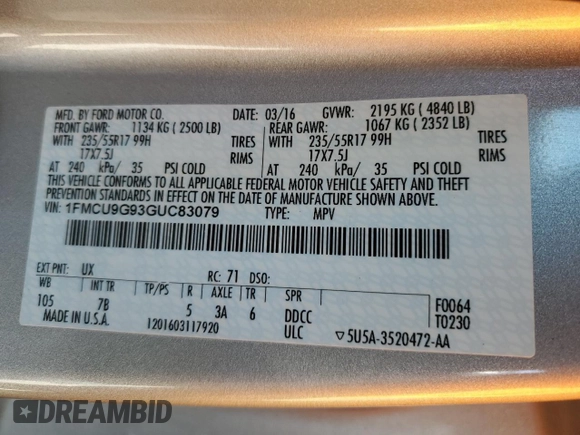 MFD. BY FORD MOTOR CO. DATE: 03/16 GVWR: 2195 KG ( 4840 LB)
FRONT GAWR: 1134 KG ( 2500 LB) REAR GAWR: 1067 KG ( 2352 LB)
WITH 235/55R17 99H TIRES WITH 235/55R17 99H TIRES
17X7.5J RIMS 17X7.5J RIMS
AT 240 kPa/ 35 PSI COLD AT 240 kPa/ 35 PSI COLD
THIS VEHICLE CONFORMS TO ALL APPLICABLE FEDERAL MOTOR VEHICLE SAFETY AND THEFT
PREVENTION STANDARDS IN EFFECT ON THE DATE OF MANUFACTURE SHOWN ABOVE.
VIN: 1FMCU9G93GUC83079 TYPE: MPV
EXT PNT: UX RC: 71 DSO:
WB INT TR TP/PS R AXLE TR SPR F0064
105 7B 5 3A 6 DDCC T0230
MADE IN U.S.A. 1201603117920 ULC ▽5U5A-3520472-AA
DREAMBID